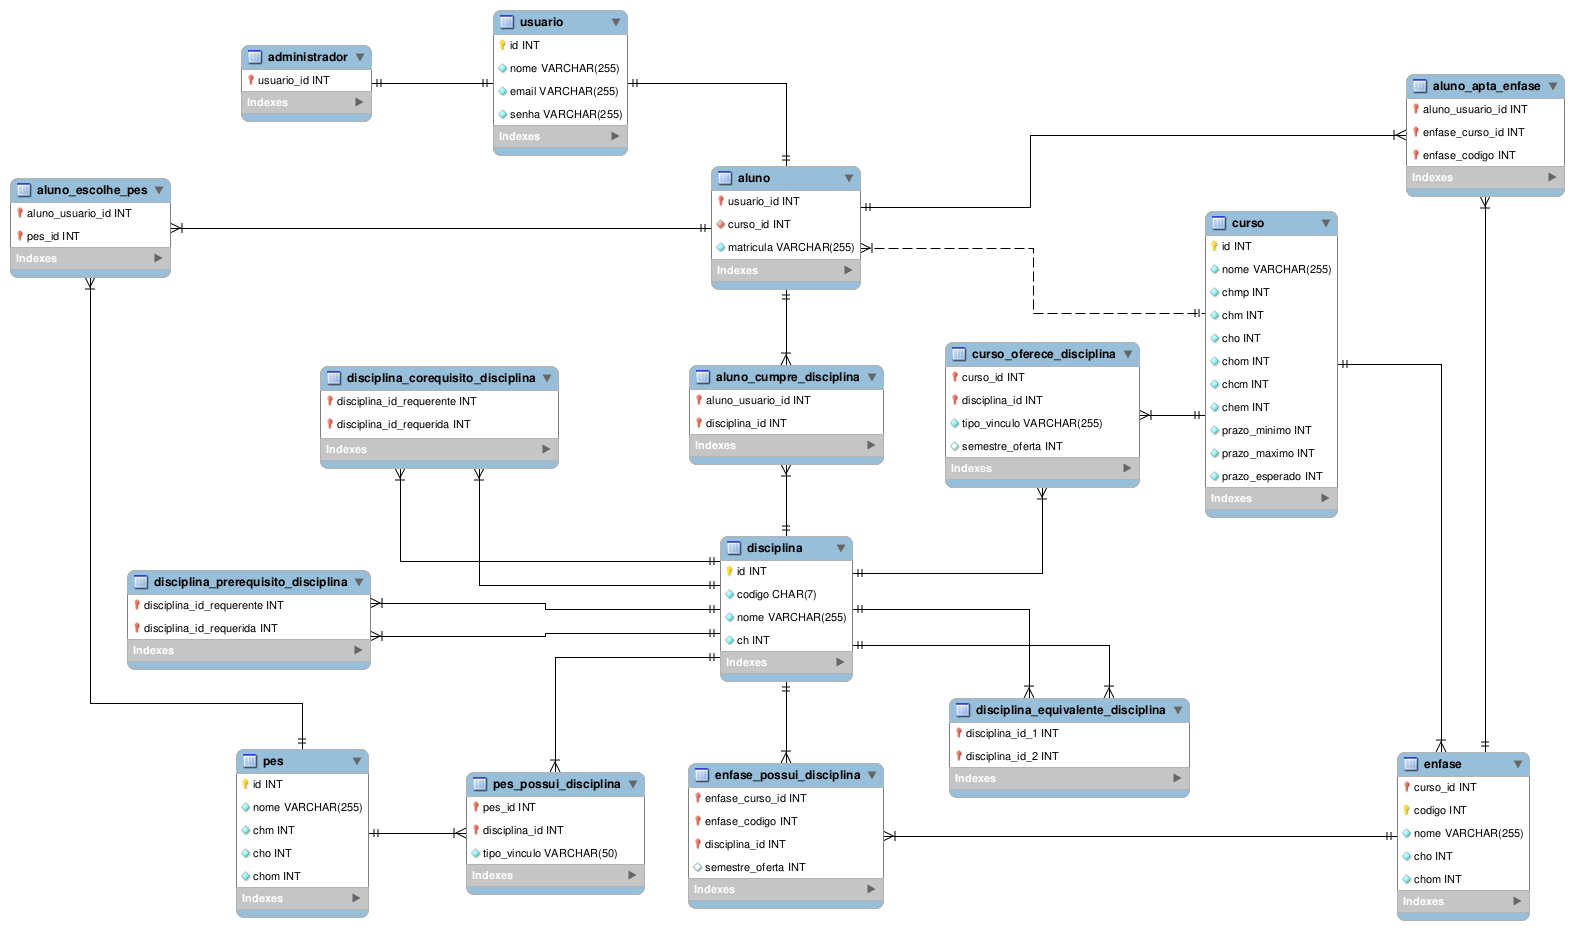 usuario
id INT
nome VARCHAR(255)
email VARCHAR(255)
senha VARCHAR(255)
Indexes
administrador
usuario_id INT
Indexes
aluno_apta_enfase
aluno_usuario_id INT
enfase_curso_id INT
enfase_codigo INT
Indexes
aluno_escolhe_pes
aluno_usuario_id INT
pes_id INT
Indexes
aluno
usuario_id INT
curso_id INT
matricula VARCHAR(255)
Indexes
curso
id INT
nome VARCHAR(255)
chmp INT
chm INT
cho INT
chom INT
chcm INT
chem INT
prazo_minimo INT
prazo_maximo INT
prazo_esperado INT
Indexes
curso_oferece_disciplina
curso_id INT
disciplina_id INT
tipo_vinculo VARCHAR(255)
semestre_oferta INT
Indexes
disciplina_corequisito_disciplina
disciplina_id_requerente INT
disciplina_id_requerida INT
Indexes
aluno_cumpre_disciplina
aluno_usuario_id INT
disciplina_id INT
Indexes
disciplina
id INT
codigo CHAR(7)
nome VARCHAR(255)
ch INT
Indexes
disciplina_prerequisito_disciplina
disciplina_id_requerente INT
disciplina_id_requerida INT
Indexes
disciplina_equivalente_disciplina
disciplina_id_1 INT
disciplina_id_2 INT
Indexes
pes
id INT
nome VARCHAR(255)
chm INT
cho INT
chom INT
Indexes
pes_possui_disciplina
pes_id INT
disciplina_id INT
tipo_vinculo VARCHAR(50)
Indexes
enfase_possui_disciplina
enfase_curso_id INT
enfase_codigo INT
disciplina_id INT
semestre_oferta INT
Indexes
enfase
curso_id INT
codigo INT
nome VARCHAR(255)
cho INT
chom INT
Indexes